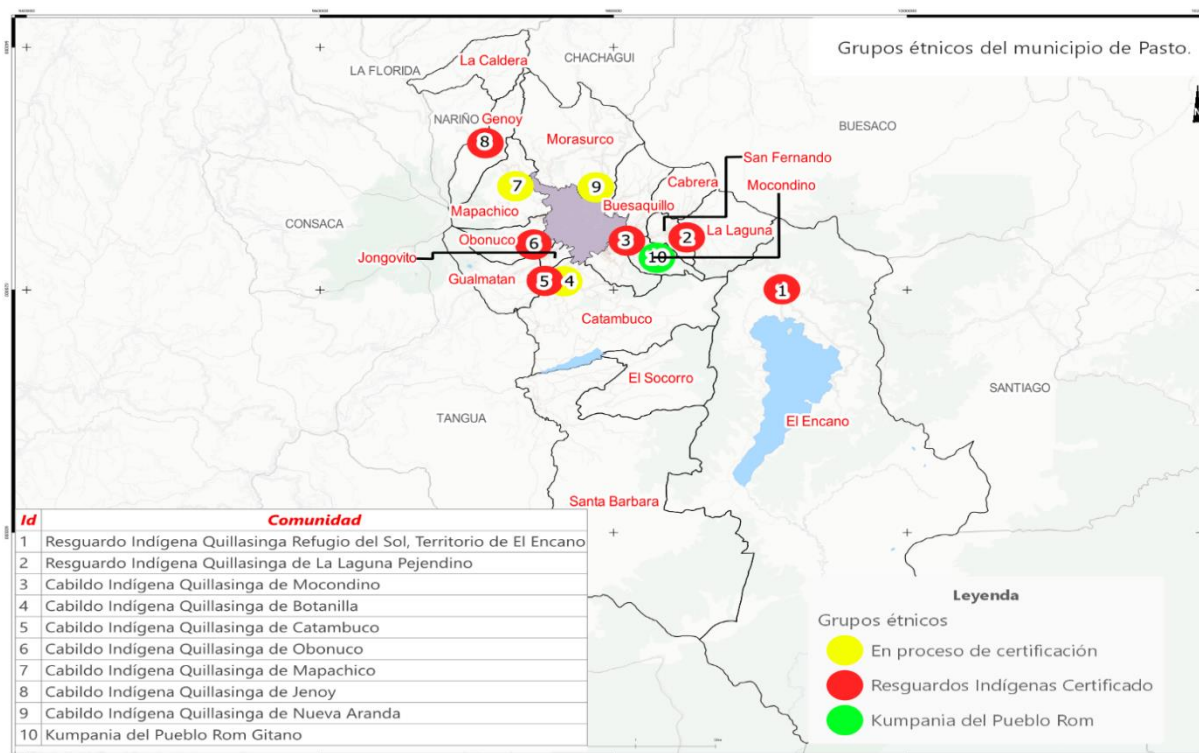 Grupos étnicos del municipio de Pasto.
CHACHAGUI
La Caldera
LA FLORIDA
NARIÑO
Genoy
8
Morasurco
BUESACO
San Fernando
Cabrera
Mocondino
7
9
Mapachico
Buesaquillo
CONSACA
La Laguna
Obonuco
6
3
2
Jongovito
10
Gualmatan
5
4
1
Catambuco
El Socorro
SANTIAGO
TANGUA
El Encano
Santa Barbara
Id Comunidad
1 Resguardo Indígena Quillasinga Refugio del Sol, Territorio de El Encano
2 Resguardo Indígena Quillasinga de La Laguna Pejendino
3 Cabildo Indígena Quillasinga de Mocondino
4 Cabildo Indígena Quillasinga de Botanilla
5 Cabildo Indígena Quillasinga de Catambuco
6 Cabildo Indígena Quillasinga de Obonuco
7 Cabildo Indígena Quillasinga de Mapachico
8 Cabildo Indígena Quillasinga de Jenoy
9 Cabildo Indígena Quillasinga de Nueva Aranda
10 Kumpania del Pueblo Rom Gitano
Leyenda
Grupos étnicos
En proceso de certificación
Resguardos Indígenas Certificado
Kumpania del Pueblo Rom